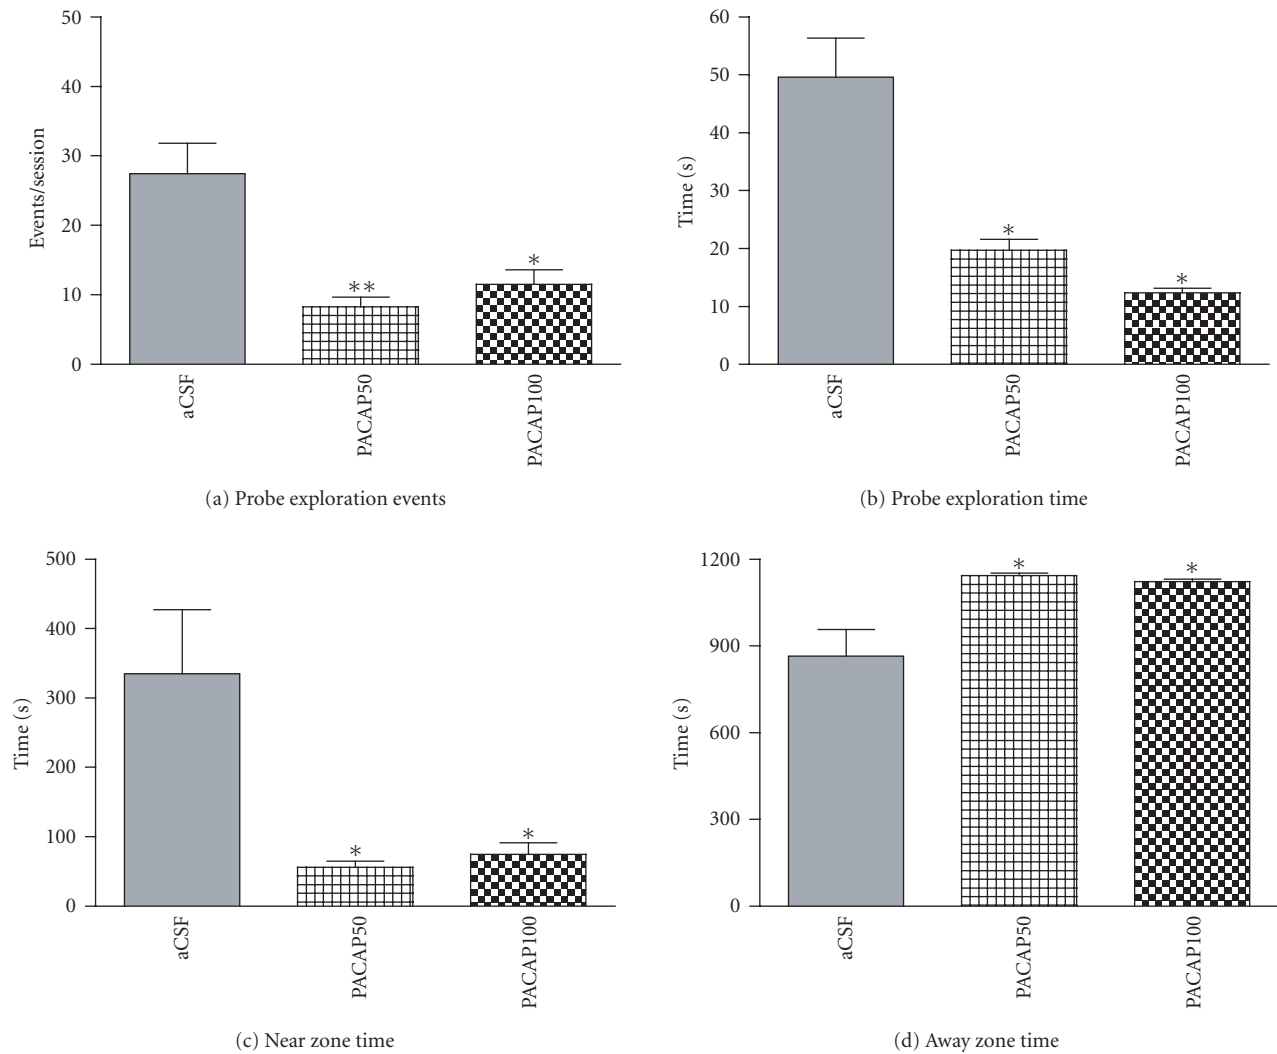 50
40
30
20
10
0
Events/session
**
*
aCSF
PACAP50
PACAP100
(a) Probe exploration events
60
50
40
30
20
10
0
Time (s)
*
*
aCSF
PACAP50
PACAP100
(b) Probe exploration time
500
400
300
200
100
0
Time (s)
*
*
aCSF
PACAP50
PACAP100
(c) Near zone time
1200
900
600
300
0
Time (s)
*
*
aCSF
PACAP50
PACAP100
(d) Away zone time